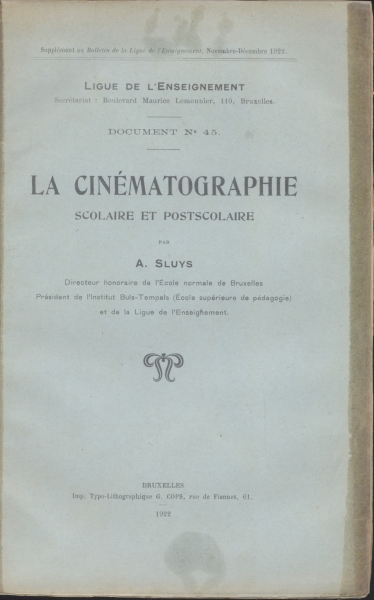 Supplément au Bulletin de la Ligue de l'Enseignement, Novembre-Décembre 1922.
LIGUE DE L'ENSEIGNEMENT
Secrétariat : Boulevard Maurice Lemonnier, 110, Bruxelles.
DOCUMENT Nº 45.
LA CINÉMATOGRAPHIE
SCOLAIRE ET POSTSCOLAIRE
PAR
A. SLUYS
Directeur honoraire de l'École normale de Bruxelles
Président de l'Institut Buls-Tempels (École supérieure de pédagogie)
et de la Ligue de l'Enseignement.
BRUXELLES
Imp. Typo-Lithographique G. COPS, rue de Fiennes, 61.
1922